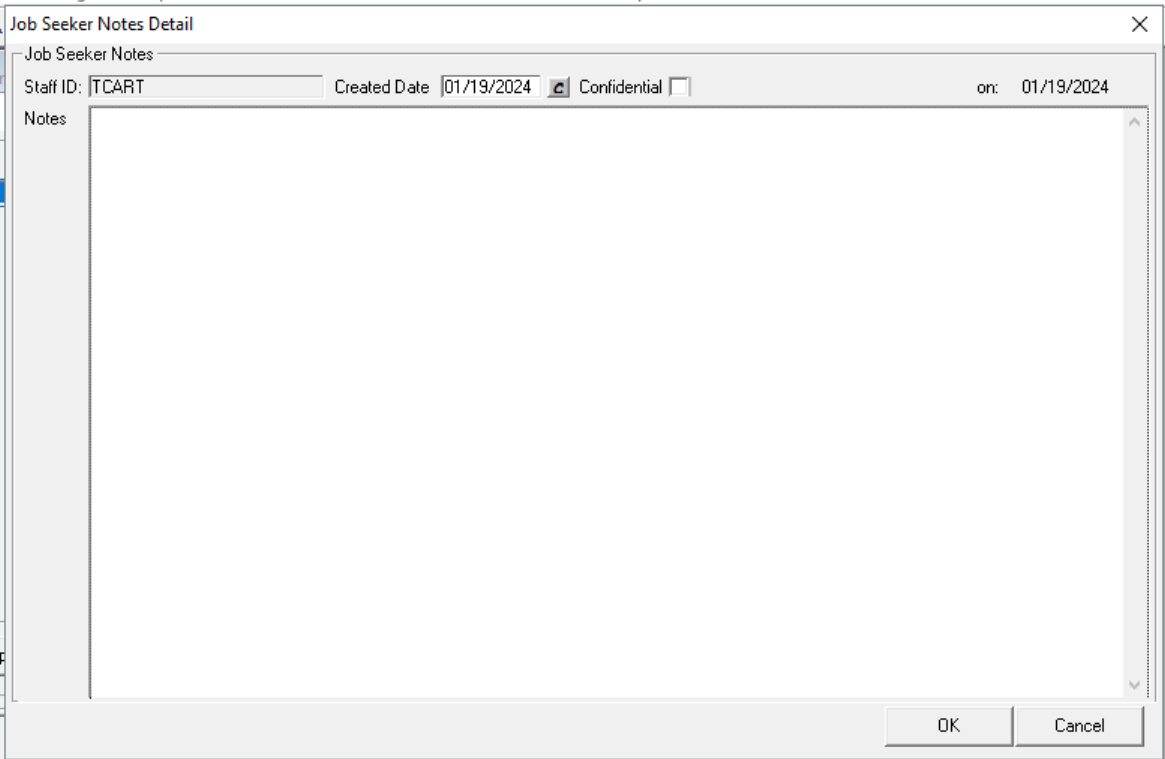 Job Seeker Notes Detail
Job Seeker Notes
Staff ID: TCART Created Date 01/19/2024 C Confidential on: 01/19/2024
Notes
OK Cancel